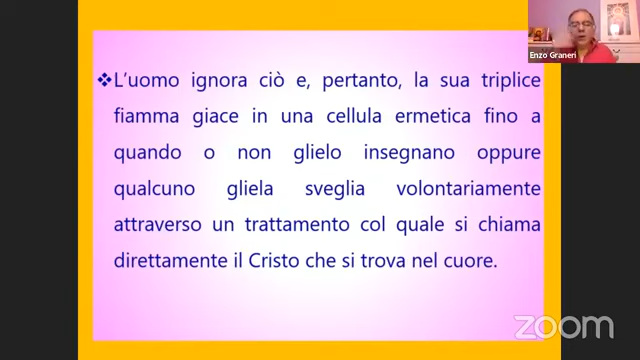 ❖L'uomo ignora ciò e, pertanto, la sua triplice
fiamma giace in una cellula ermetica fino a
quando o non glielo insegnano oppure
qualcuno gliela sveglia volontariamente
attraverso un trattamento col quale si chiama
direttamente il Cristo che si trova nel cuore.
Enzo Graneri
zoom